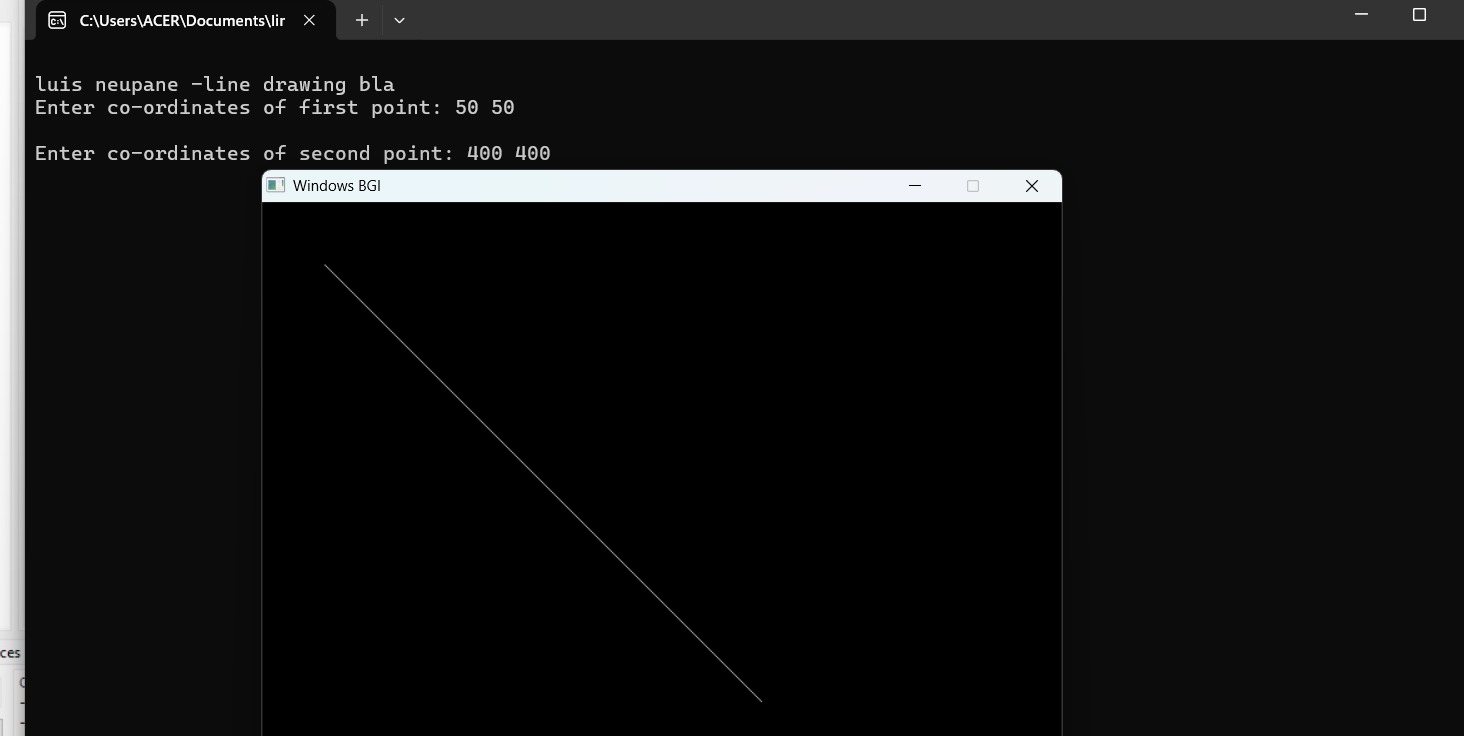 C:\Users\ACER\Documents\lir
luis neupane -line drawing bla
Enter co-ordinates of first point: 50 50
Enter co-ordinates of second point: 400 400
Windows BGI
ces